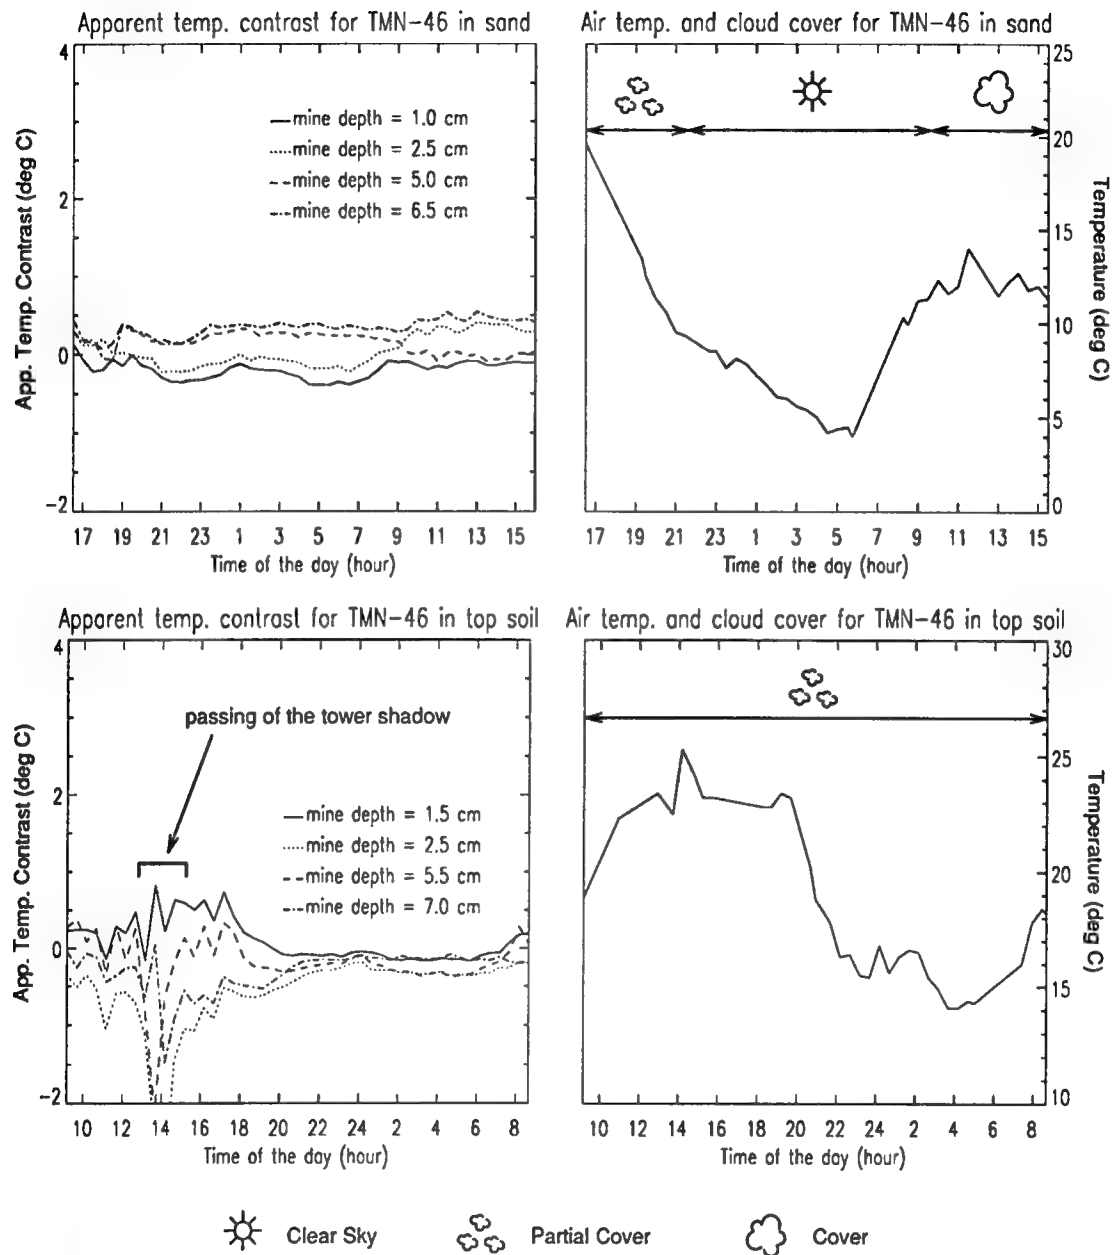 Apparent temp. contrast for TMN-46 in sand
App. Temp. Contrast (deg C)
4
2
0
-2
mine depth = 1.0 cm
mine depth = 2.5 cm
mine depth = 5.0 cm
mine depth = 6.5 cm
17 19 21 23 1 3 5 7 9 11 13 15
Time of the day (hour)
Air temp. and cloud cover for TMN-46 in sand
25
20
15
10
5
0
Temperature (deg C)
17 19 21 23 1 3 5 7 9 11 13 15
Time of the day (hour)
Apparent temp. contrast for TMN-46 in top soil
App. Temp. Contrast (deg C)
4
2
0
-2
passing of the tower shadow
mine depth = 1.5 cm
mine depth = 2.5 cm
mine depth = 5.5 cm
mine depth = 7.0 cm
10 12 14 16 18 20 22 24 2 4 6 8
Time of the day (hour)
Air temp. and cloud cover for TMN-46 in top soil
30
25
20
15
10
Temperature (deg C)
10 12 14 16 18 20 22 24 2 4 6 8
Time of the day (hour)
Clear Sky
Partial Cover
Cover